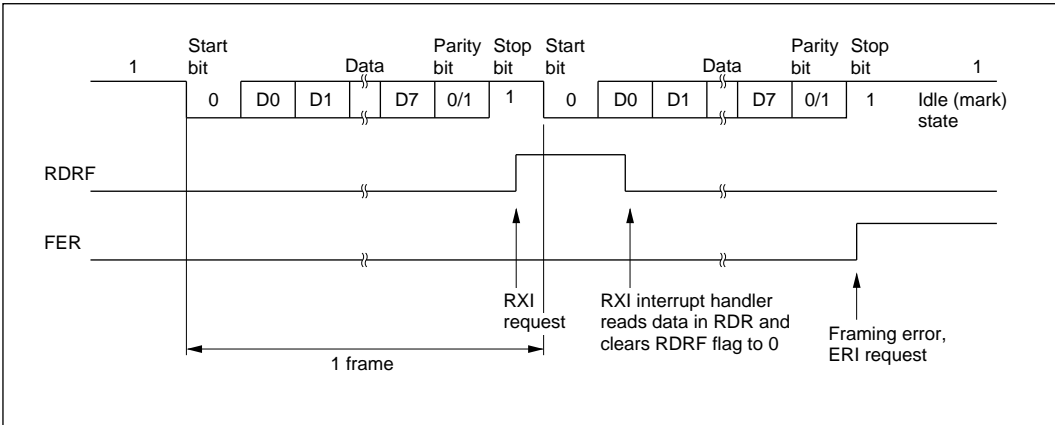 Start Parity Stop Start Parity Stop
1 bit Data bit bit bit Data bit bit 1
0 D0 D1 D7 0/1 1 0 D0 D1 D7 0/1 1 Idle (mark)
state
RDRF
FER
RXI
request
RXI interrupt handler
reads data in RDR and
clears RDRF flag to 0
Framing error,
ERI request
1 frame